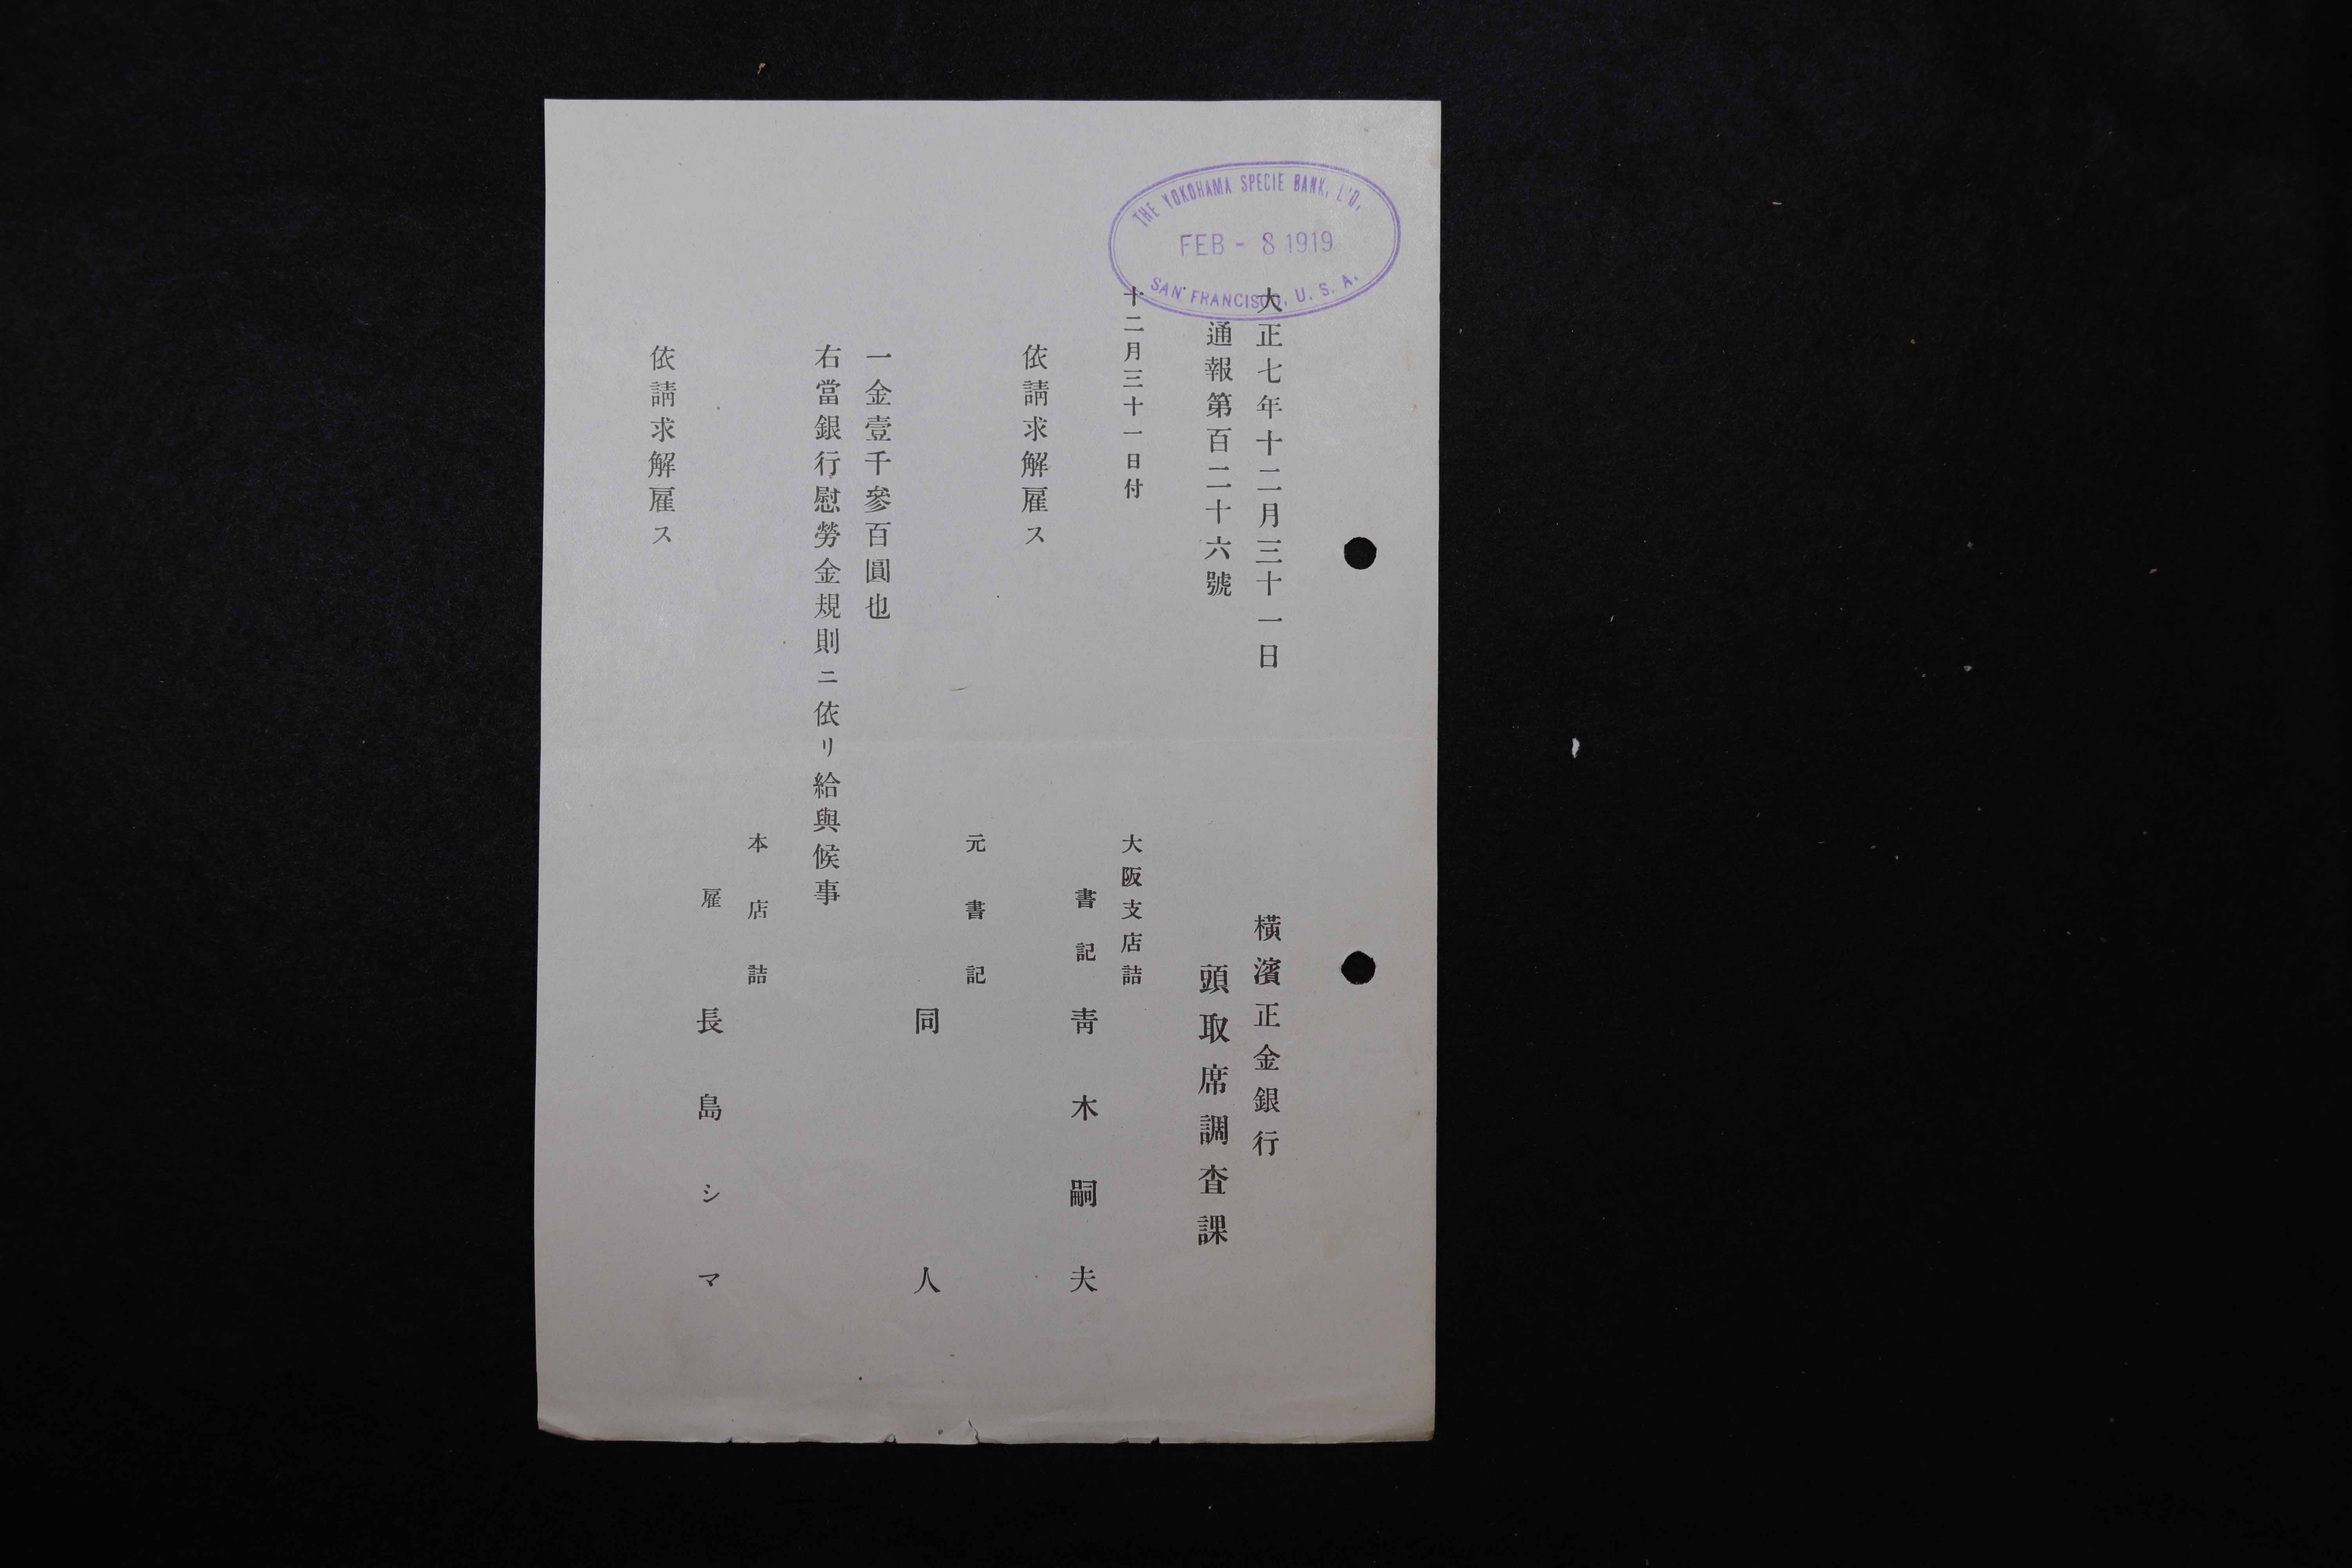 THE YOKOHAMA SPECIE BANK, L'D,
FEB - 8 1919
SAN FRANCISCO, U. S. A.
大正七年十二月三十一日
橫濱正金銀行
通報第百二十六號
頭取席調査課
十二月三十一日付
大阪支店詰
書記 靑木嗣夫
依請求解雇ス
元書記
同人
一金壹千參百圓也
右當銀行慰勞金規則ニ依リ給與候事
本店詰
雇 長島シマ
依請求解雇ス